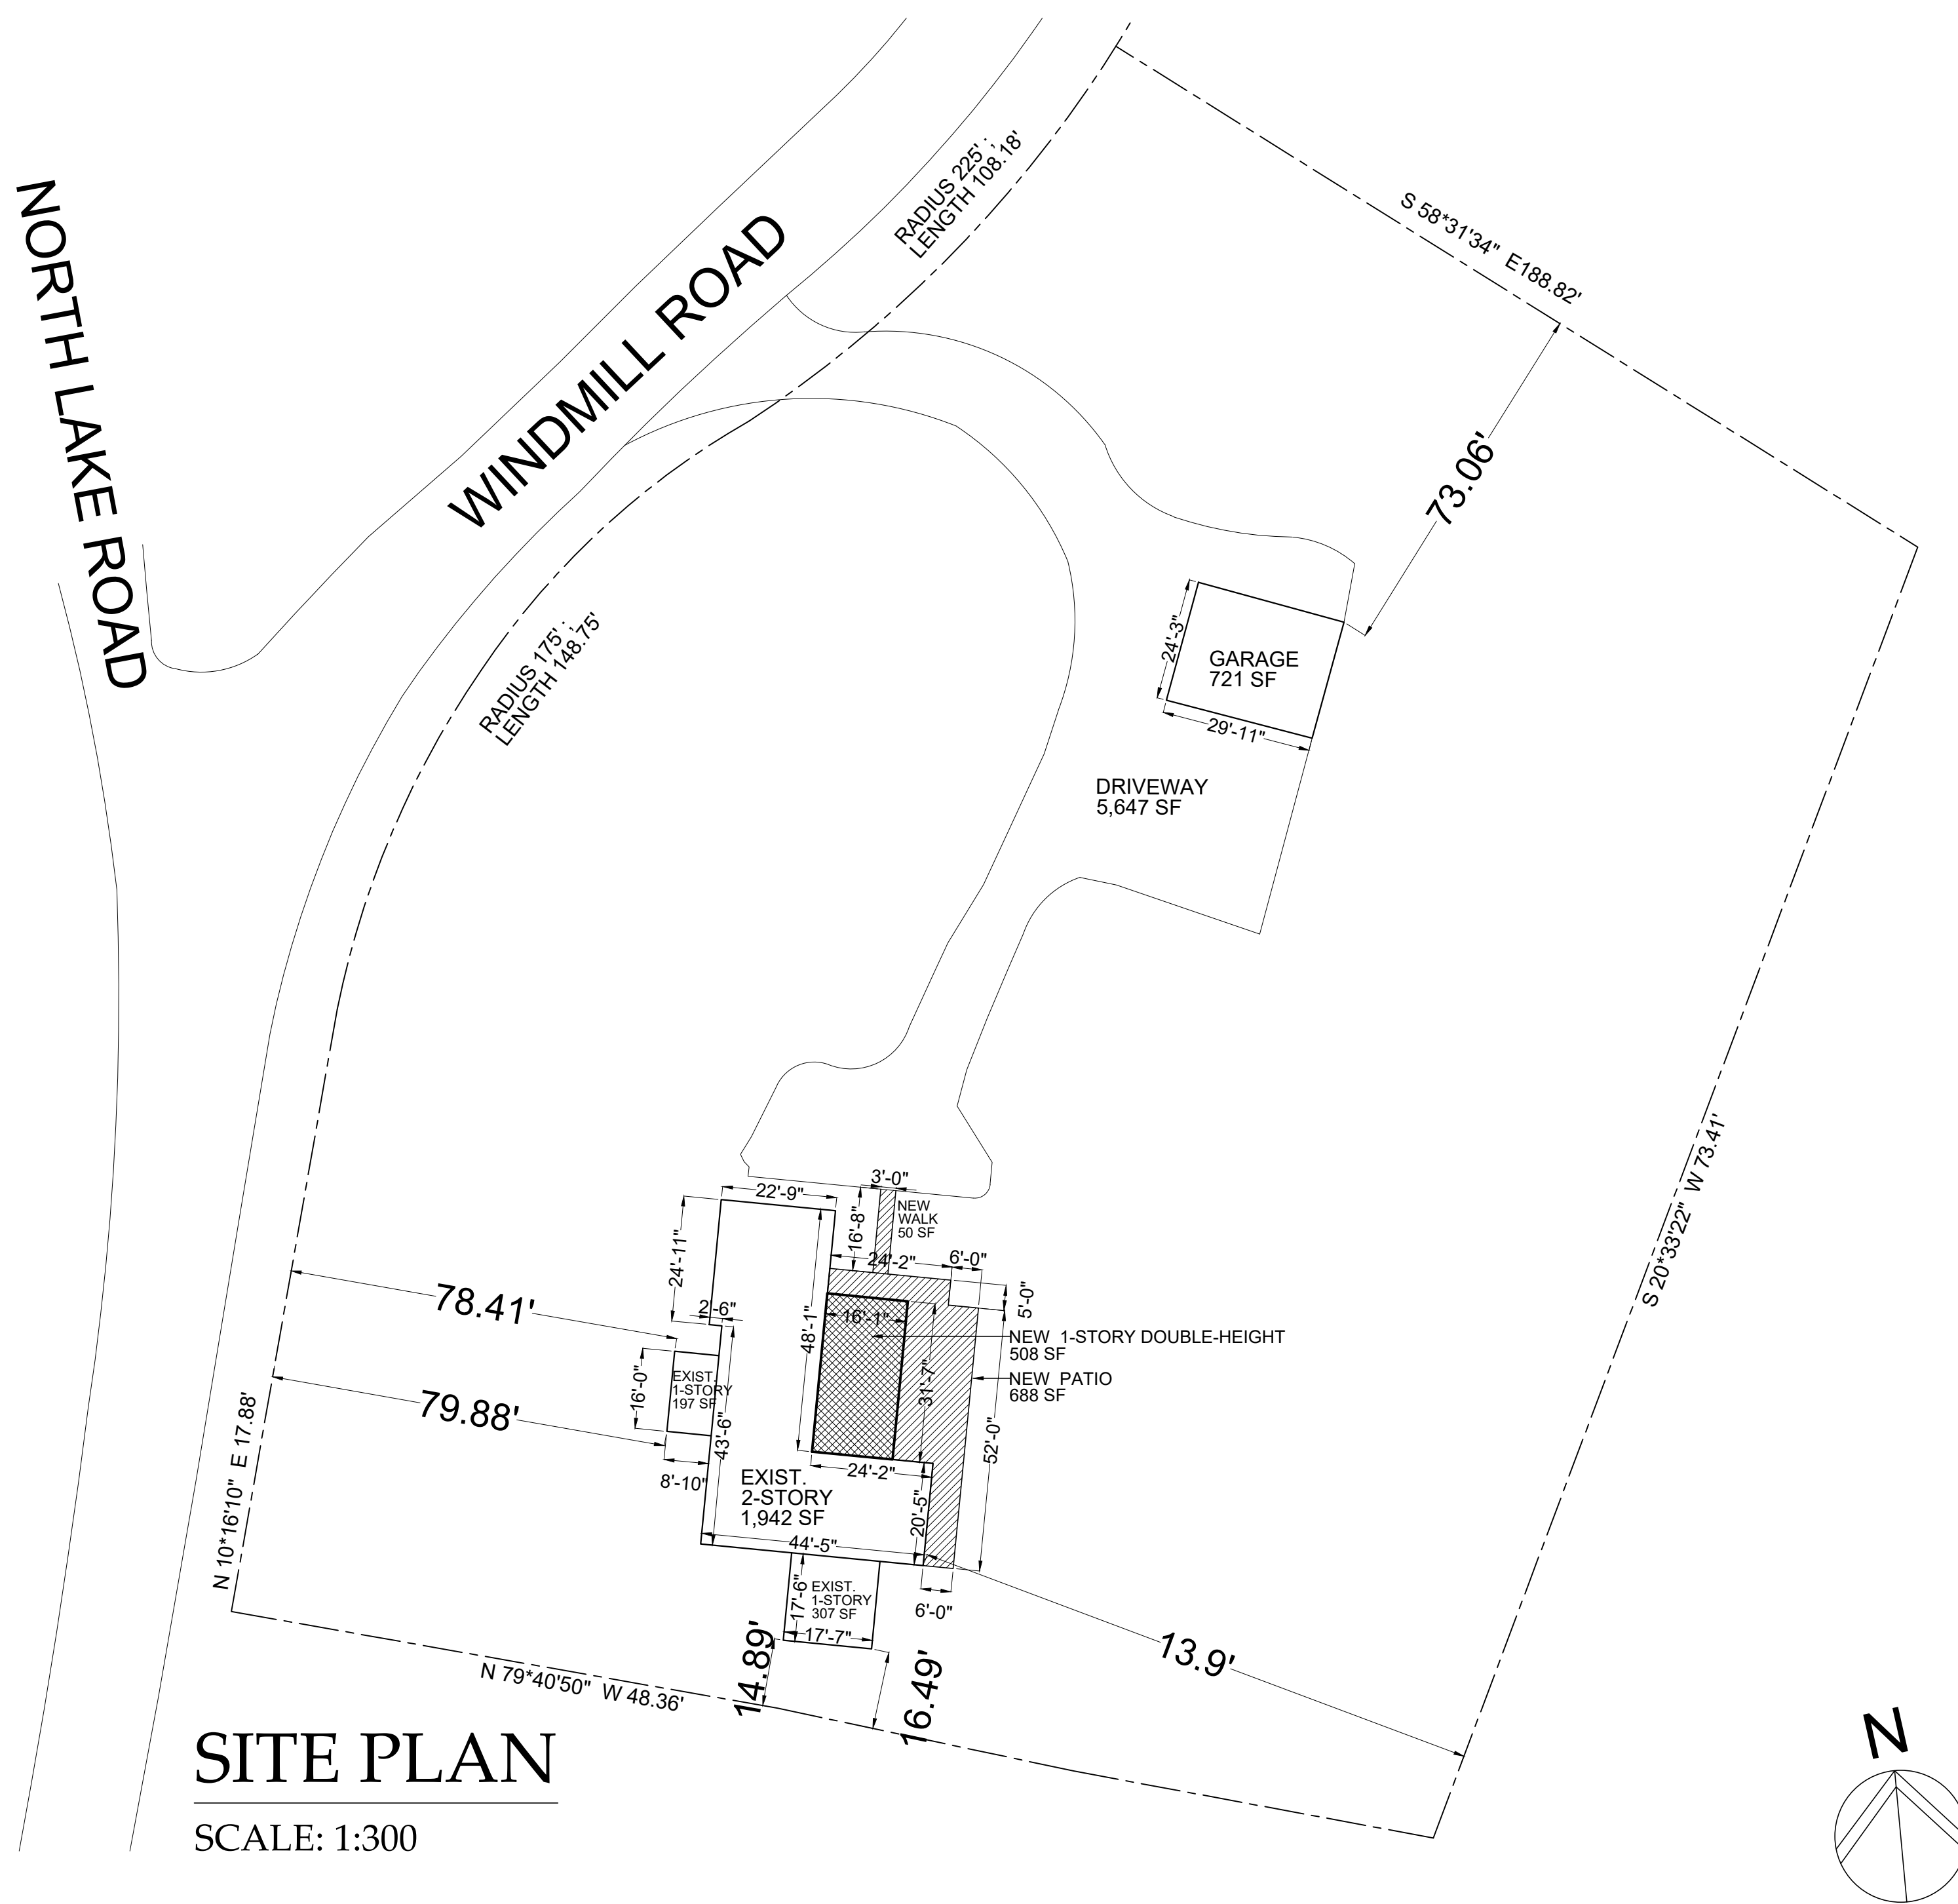 NORTH LAKE ROAD
WINDMILL ROAD
RADIUS 225' ;
LENGTH 108.18'
S 58*31'34" E188.82'
73.06'
RADIUS 175' ;
LENGTH 148.75'
24'-3"
GARAGE
721 SF
29'-11"
DRIVEWAY
5,647 SF
S 20*33'22" W 73.41'
3'-0"
22'-9"
NEW
WALK
50 SF
16'-8"
24'-11"
24'-2"
6'-0"
5'-0"
78.41'
2'-6"
16'-1"
48'-1"
NEW 1-STORY DOUBLE-HEIGHT
508 SF
NEW PATIO
688 SF
EXIST.
1-STORY
197 SF
16'-0"
31'-7"
79.88'
43'-6"
52'-0"
8'-10"
24'-2"
EXIST.
2-STORY
1,942 SF
20'-5"
44'-5"
N 10*16'10" E 17.88'
EXIST.
1-STORY
307 SF
17'-6"
17'-7"
6'-0"
14.89'
16.49'
13.9'
N 79*40'50" W 48.36'
SITE PLAN
SCALE: 1:300
N